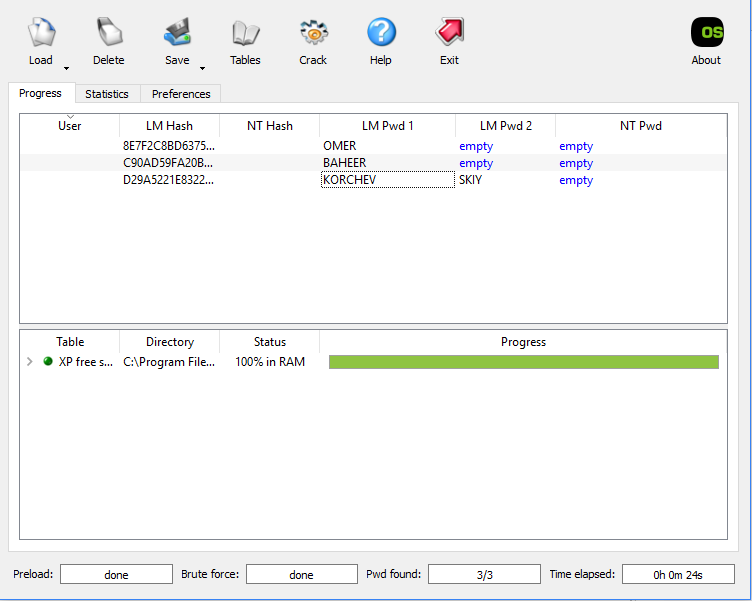 Load Delete Save Tables Crack Help Exit OS About
Progress Statistics Preferences
User LM Hash NT Hash LM Pwd 1 LM Pwd 2 NT Pwd
8E7F2C8BD6375... OMER empty empty
C90AD59FA20B... BAHEER empty empty
D29A5221E8322... KORCHEV SKIY empty
Table Directory Status Progress
XP free s... C:\Program File... 100% in RAM
Preload: done Brute force: done Pwd found: 3/3 Time elapsed: 0h 0m 24s